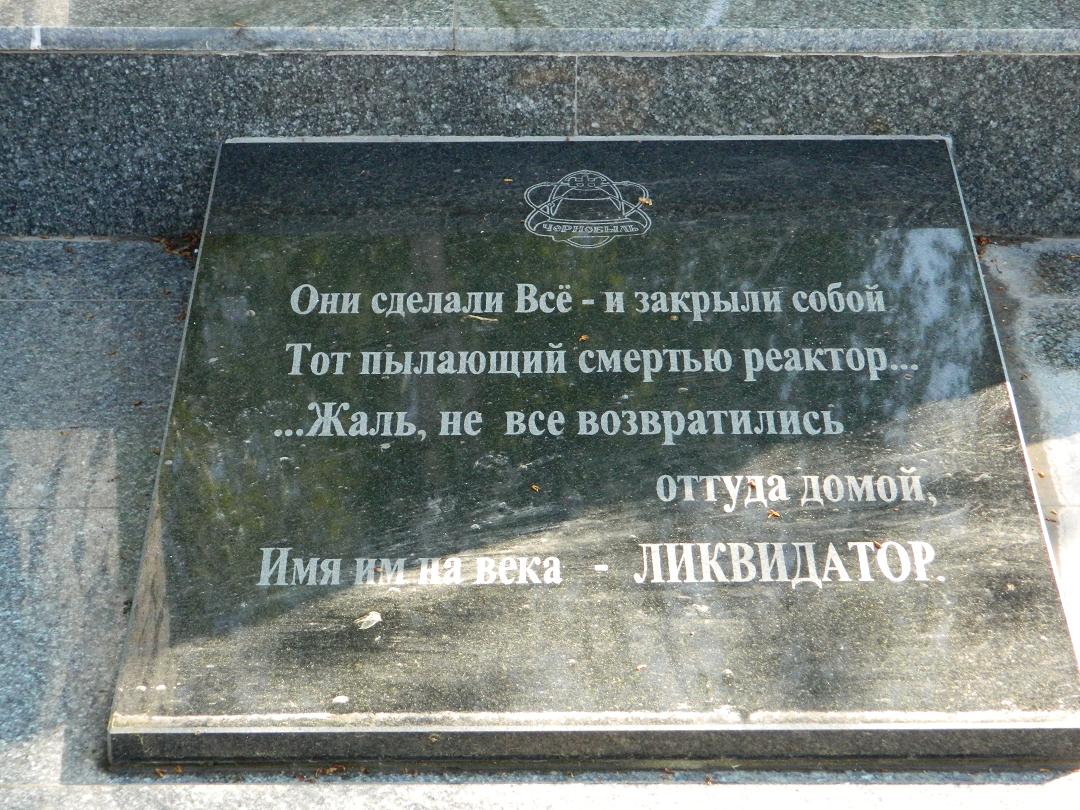 ЧЕРНОБЫЛЬ
Они сделали Всё - и закрыли собой
Тот пылающий смертью реактор...
...Жаль, не все возвратились
оттуда домой,
Имя им на века - ЛИКВИДАТОР.